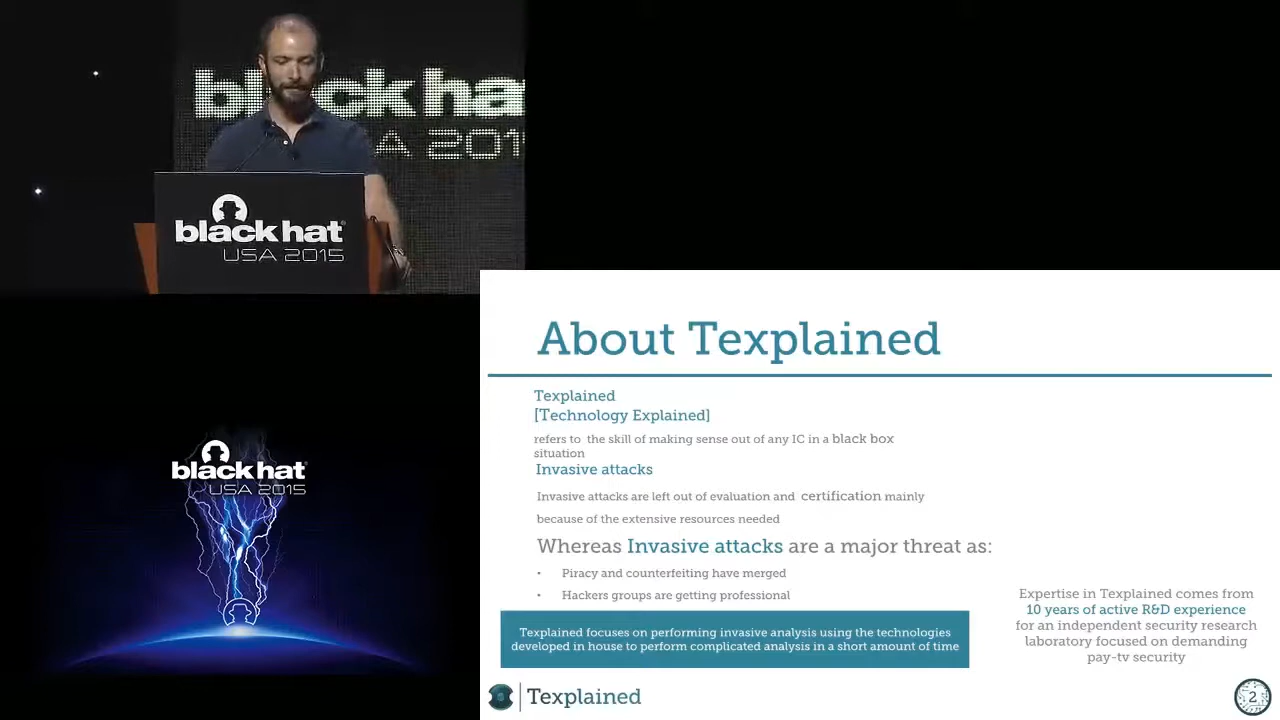 black ha
USA 2015
black hat
USA 2015
About Texplained
Texplained
[Technology Explained]
refers to the skill of making sense out of any IC in a black box
situation
Invasive attacks
Invasive attacks are left out of evaluation and certification mainly
because of the extensive resources needed
Whereas Invasive attacks are a major threat as:
• Piracy and counterfeiting have merged
• Hackers groups are getting professional
Texplained focuses on performing invasive analysis using the technologies
developed in house to perform complicated analysis in a short amount of time
Expertise in Texplained comes from
10 years of active R&D experience
for an independent security research
laboratory focused on demanding
pay-tv security
Texplained
2
black hat
USA 2015